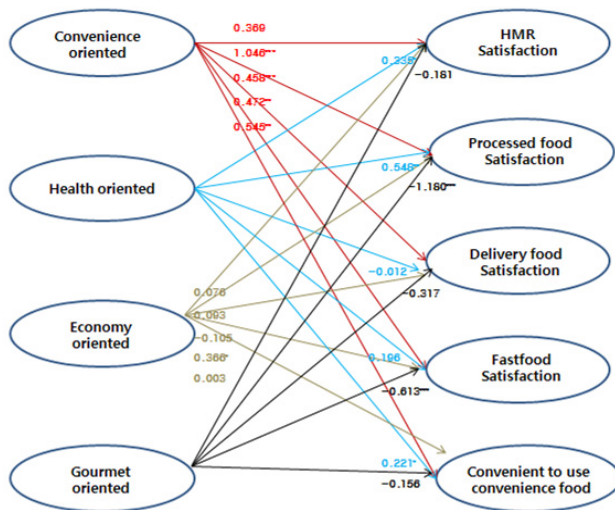 Convenience
oriented
0.369
1.046***
0.458***
0.472***
0.545***
HMR
Satisfaction
0.336*
-0.181
Health oriented
Processed food
Satisfaction
0.548***
-1.180***
Delivery food
Satisfaction
-0.012
-0.317
Economy
oriented
0.076
0.093
-0.105
0.366*
0.003
Fastfood
Satisfaction
0.196
-0.613***
Gourmet
oriented
Convenient to use
convenience food
0.221*
-0.156